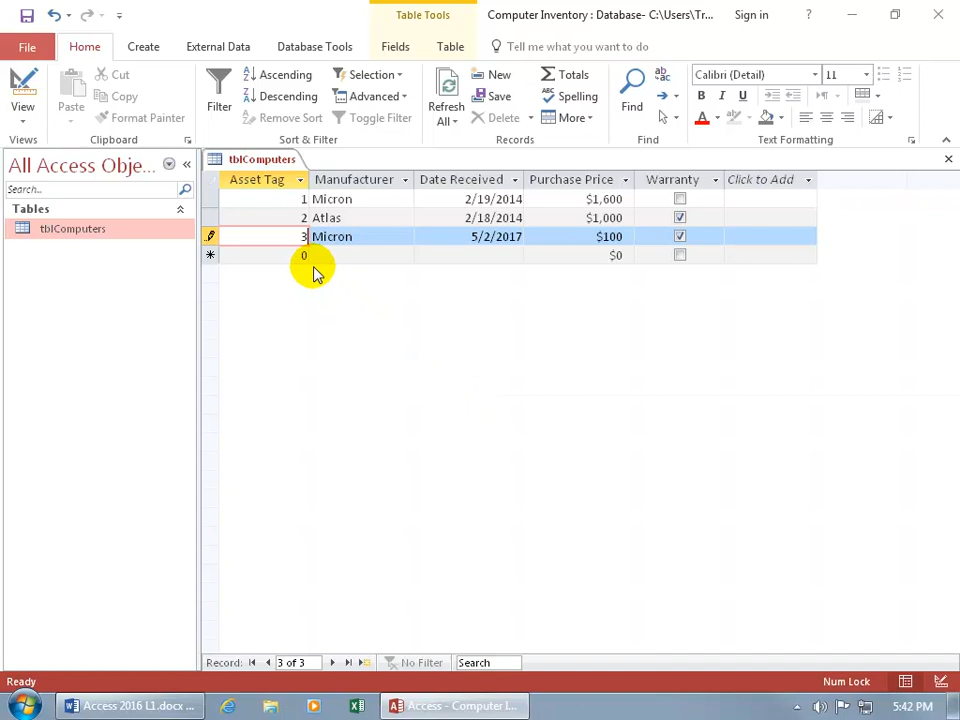 Table Tools
Computer Inventory : Database- C:\Users\Tr...
Sign in
?
File
Home
Create
External Data
Database Tools
Fields
Table
Tell me what you want to do
View
Views
Paste
Cut
Copy
Format Painter
Clipboard
Filter
Ascending
Descending
Remove Sort
Selection
Advanced
Toggle Filter
Sort & Filter
Refresh
All
New
Save
Delete
Totals
Spelling
More
Records
Find
Find
Calibri (Detail)
11
B I U
A
Text Formatting
All Access Obje...
Search...
Tables
tblComputers
tblComputers
Asset Tag Manufacturer Date Received Purchase Price Warranty Click to Add
1 Micron 2/19/2014 $1,600
2 Atlas 2/18/2014 $1,000
3 Micron 5/2/2017 $100
0 $0
Record: 3 of 3 No Filter Search
Ready
Num Lock
Access 2016 L1.docx ...
Access - Computer I...
5:42 PM